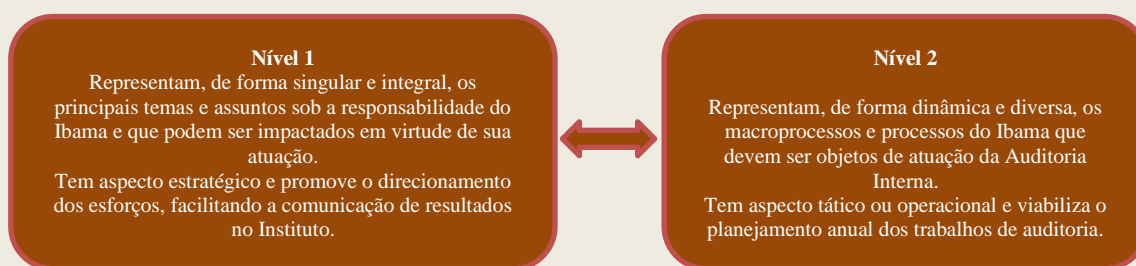 Nível 1
Representam, de forma singular e integral, os
principais temas e assuntos sob a responsabilidade do
Ibama e que podem ser impactados em virtude de sua
atuação.
Tem aspecto estratégico e promove o direcionamento
dos esforços, facilitando a comunicação de resultados
no Instituto.
Nível 2
Representam, de forma dinâmica e diversa, os
macroprocessos e processos do Ibama que
devem ser objetos de atuação da Auditoria
Interna.
Tem aspecto tático ou operacional e viabiliza o
planejamento anual dos trabalhos de auditoria.